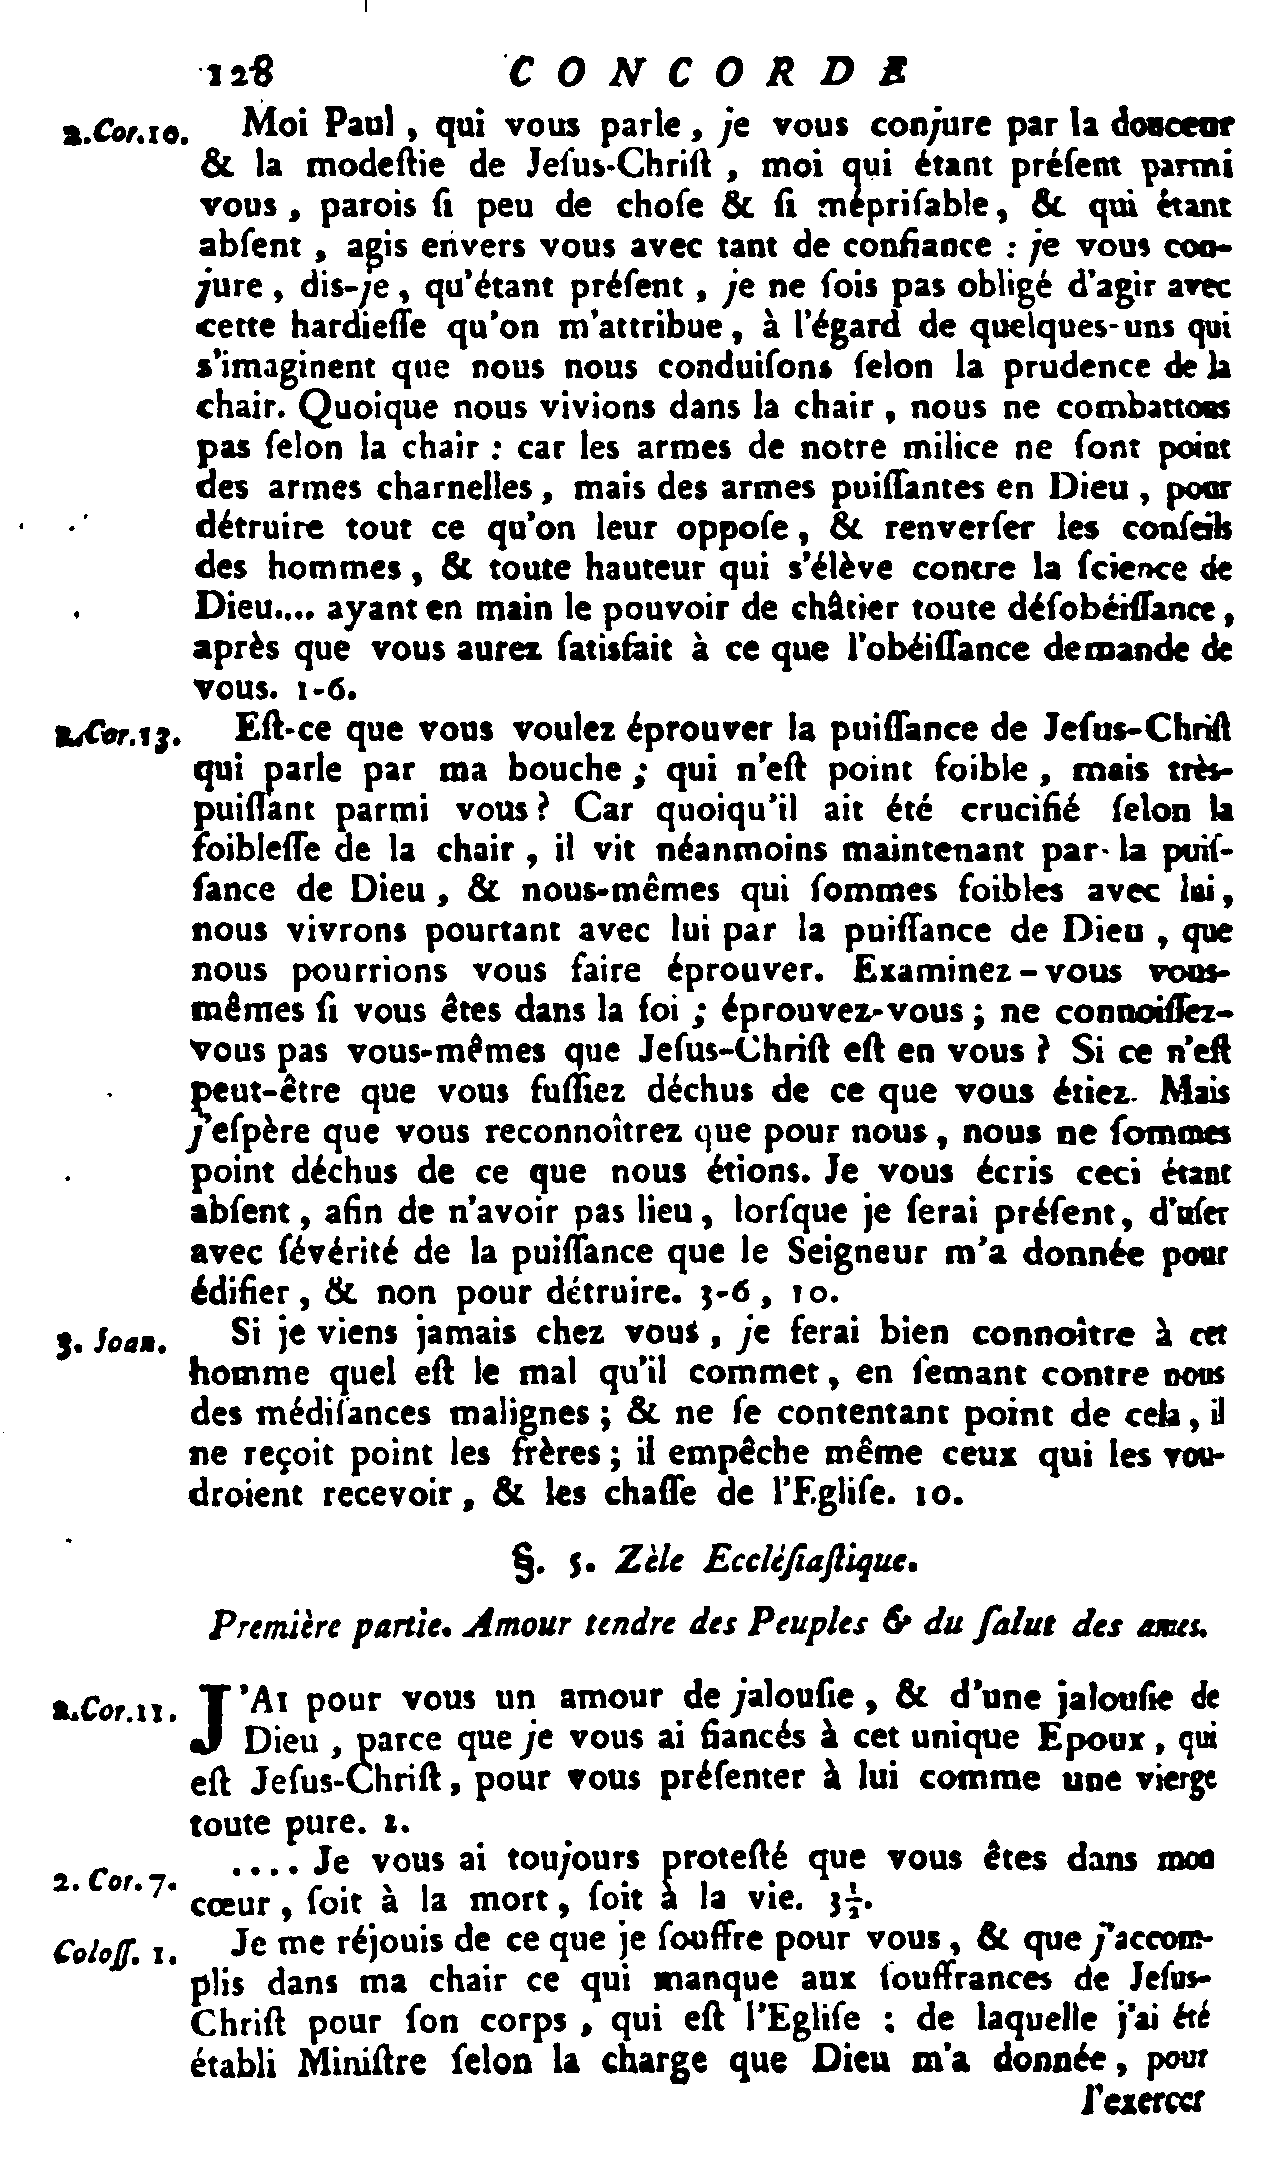 128 CONCORDE
2.Cor.10. Moi Paul, qui vous parle, je vous conjure par la douceur
& la modeſtie de Jeſus-Chriſt, moi qui étant préſent parmi
vous, parois ſi peu de choſe & ſi mépriſable, & qui étant
abſent, agis envers vous avec tant de confiance : je vous con-
jure, dis-je, qu'étant préſent, je ne ſois pas obligé d'agir avec
cette hardieſſe qu'on m'attribue, à l'égard de quelques-uns qui
s'imaginent que nous nous conduiſons ſelon la prudence de la
chair. Quoique nous vivions dans la chair, nous ne combattons
pas ſelon la chair : car les armes de notre milice ne ſont point
des armes charnelles, mais des armes puiſſantes en Dieu, pour
détruire tout ce qu'on leur oppoſe, & renverſer les conſeils
des hommes, & toute hauteur qui s'élève contre la ſcience de
Dieu.... ayant en main le pouvoir de châtier toute déſobéiſſance,
après que vous aurez ſatisfait à ce que l'obéiſſance demande de
vous. 1-6.
2.Cor.13. Eſt-ce que vous voulez éprouver la puiſſance de Jeſus-Chriſt
qui parle par ma bouche ; qui n'eſt point foible, mais très-
puiſſant parmi vous ? Car quoiqu'il ait été crucifié ſelon la
foibleſſe de la chair, il vit néanmoins maintenant par la puiſ-
ſance de Dieu, & nous-mêmes qui ſommes foibles avec lui,
nous vivrons pourtant avec lui par la puiſſance de Dieu, que
nous pourrions vous faire éprouver. Examinez-vous vous-
mêmes ſi vous êtes dans la foi ; éprouvez-vous ; ne connoiſſez-
vous pas vous-mêmes que Jeſus-Chriſt eſt en vous ? Si ce n'eſt
peut-être que vous fuſſiez déchus de ce que vous étiez. Mais
j'eſpère que vous reconnoîtrez que pour nous, nous ne ſommes
point déchus de ce que nous étions. Je vous écris ceci étant
abſent, afin de n'avoir pas lieu, lorſque je ſerai préſent, d'uſer
avec ſévérité de la puiſſance que le Seigneur m'a donnée pour
édifier, & non pour détruire. 3-6, 10.
3. Joan. Si je viens jamais chez vous, je ferai bien connoître à cet
homme quel eſt le mal qu'il commet, en ſemant contre nous
des médiſances malignes ; & ne ſe contentant point de cela, il
ne reçoit point les frères ; il empêche même ceux qui les vou-
droient recevoir, & les chaſſe de l'Egliſe. 10.
§. 5. Zèle Eccléſiaſtique.
Première partie. Amour tendre des Peuples & du ſalut des ames.
2.Cor.11. J'AI pour vous un amour de jalouſie, & d'une jalouſie de
Dieu, parce que je vous ai fiancés à cet unique Epoux, qui
eſt Jeſus-Chriſt, pour vous préſenter à lui comme une vierge
toute pure. 2.
2. Cor. 7. .... Je vous ai toujours proteſté que vous êtes dans mon
cœur, ſoit à la mort, ſoit à la vie. 3½.
Coloſſ. 1. Je me réjouis de ce que je ſouffre pour vous, & que j'accom-
plis dans ma chair ce qui manque aux ſouffrances de Jeſus-
Chriſt pour ſon corps, qui eſt l'Egliſe : de laquelle j'ai été
établi Miniſtre ſelon la charge que Dieu m'a donnée, pour
l'exercer